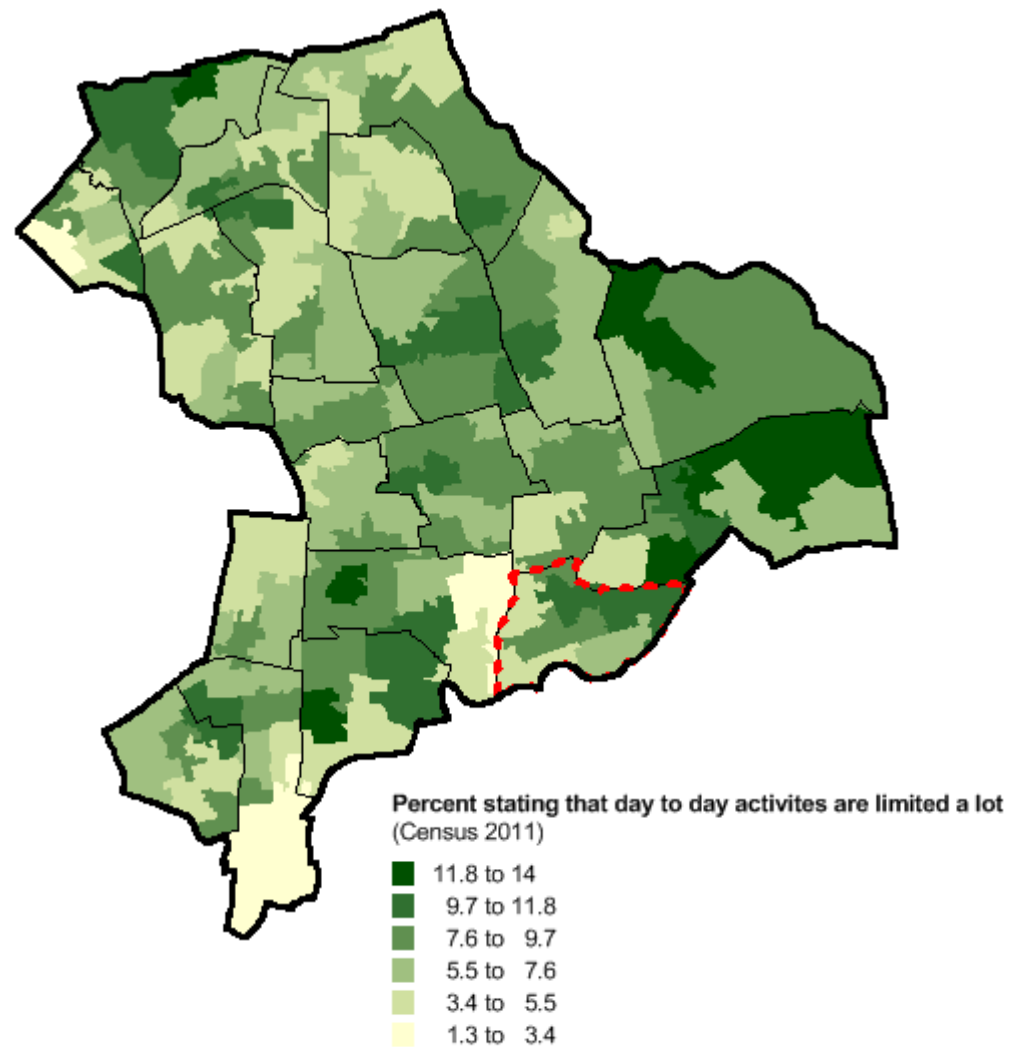 Percent stating that day to day activites are limited a lot
(Census 2011)
11.8 to 14
9.7 to 11.8
7.6 to 9.7
5.5 to 7.6
3.4 to 5.5
1.3 to 3.4